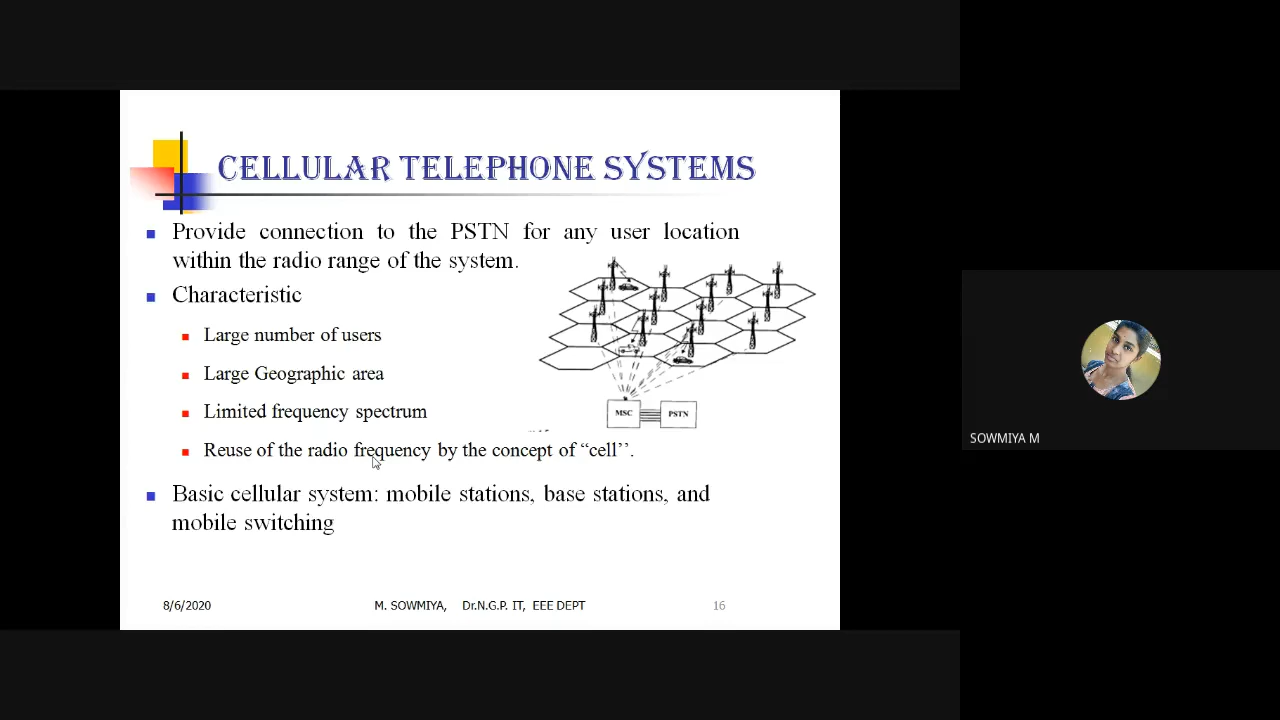 CELLULAR TELEPHONE SYSTEMS
Provide connection to the PSTN for any user location
within the radio range of the system.
Characteristic
Large number of users
Large Geographic area
Limited frequency spectrum
MSC
PSTN
Reuse of the radio frequency by the concept of “cell’’.
Basic cellular system: mobile stations, base stations, and
mobile switching
8/6/2020
M. SOWMIYA, Dr.N.G.P. IT, EEE DEPT
16
SOWMIYA M